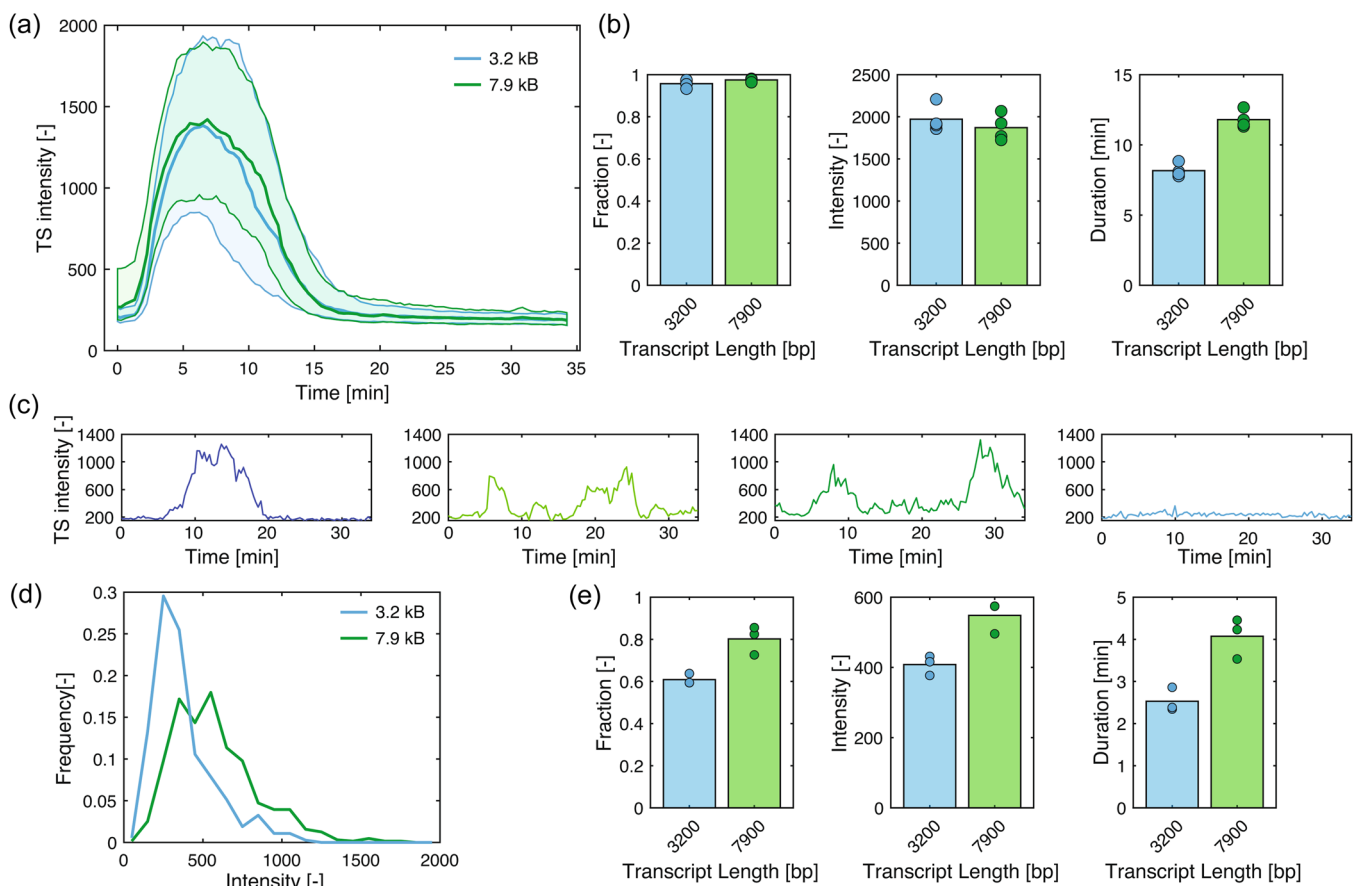 (a)
2000
1500
1000
500
0
TS intensity [-]
3.2 kB
7.9 kB
0 5 10 15 20 25 30 35
Time [min]
(b)
1
0.8
0.6
0.4
0.2
0
Fraction [-]
3200 7900
Transcript Length [bp]
2500
2000
1500
1000
500
0
Intensity [-]
3200 7900
Transcript Length [bp]
15
10
5
0
Duration [min]
3200 7900
Transcript Length [bp]
(c)
TS intensity [-]
1400
1000
600
200
0 10 20 30
Time [min]
1400
1000
600
200
0 10 20 30
Time [min]
1400
1000
600
200
0 10 20 30
Time [min]
1400
1000
600
200
0 10 20 30
Time [min]
(d)
0.3
0.25
0.2
0.15
0.1
0.05
0
Frequency[-]
3.2 kB
7.9 kB
0 500 1000 1500 2000
Intensity [-]
(e)
1
0.8
0.6
0.4
0.2
0
Fraction [-]
3200 7900
Transcript Length [bp]
600
400
200
0
Intensity [-]
3200 7900
Transcript Length [bp]
5
4
3
2
1
0
Duration [min]
3200 7900
Transcript Length [bp]